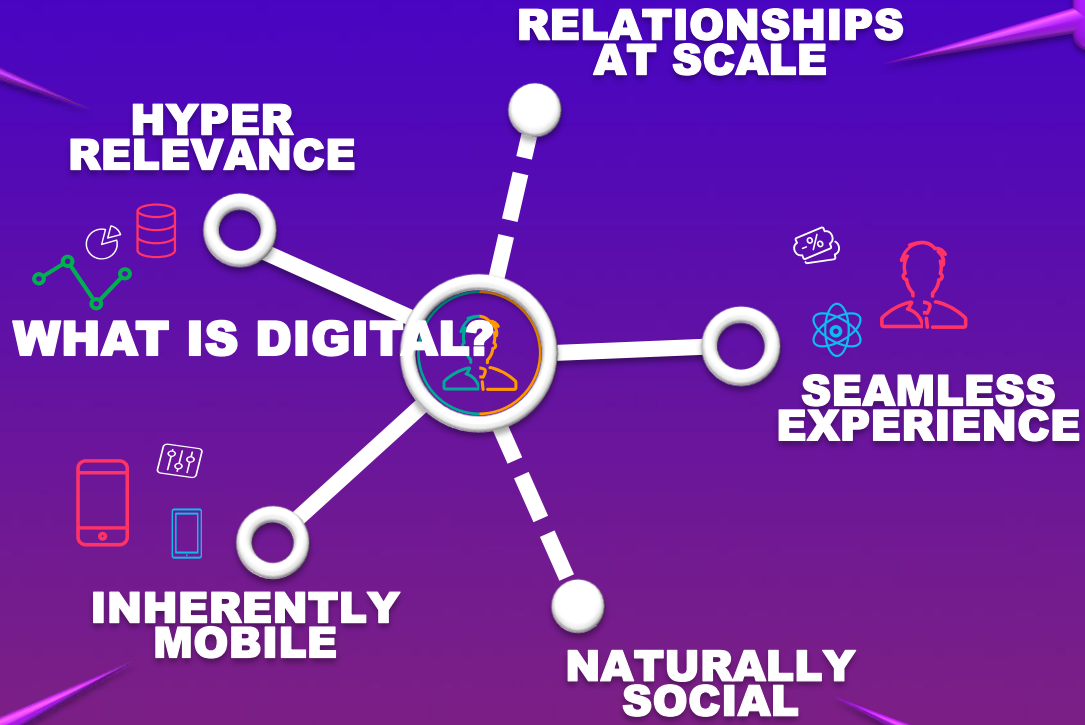 RELATIONSHIPS
AT SCALE
HYPER
RELEVANCE
-%
WHAT IS DIGITAL?
SEAMLESS
EXPERIENCE
INHERENTLY
MOBILE
NATURALLY
SOCIAL